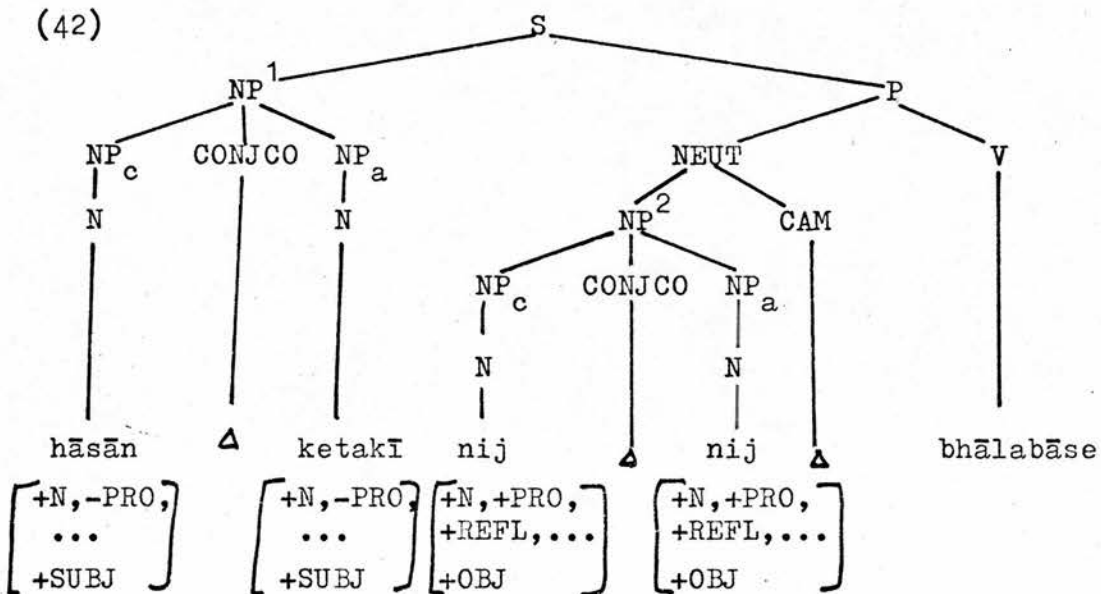 (42)
S
NP¹ P
NPc CONJCO NPa NEUT V
N N NP² CAM
NPc CONJCO NPa
N N
hāsān Δ ketakī nij Δ nij Δ bhālabāse
[+N,-PRO, [+N,-PRO, [+N,+PRO, [+N,+PRO,
... ... +REFL,... +REFL,...
+SUBJ] +SUBJ] +OBJ] +OBJ]